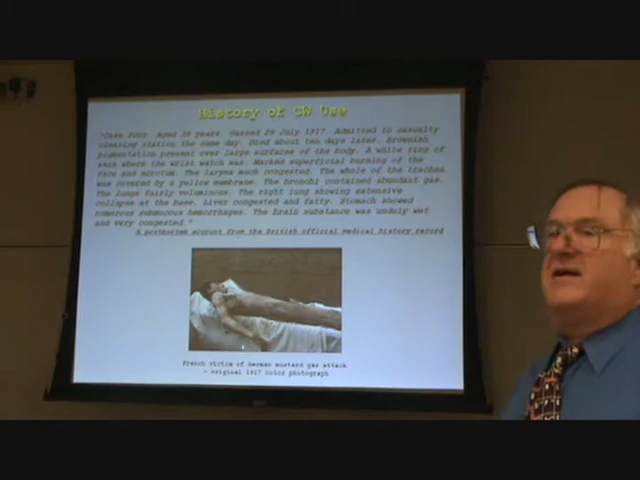 History of CW Use
"Case four. Aged 39 years. Gassed 29 July 1917. Admitted to casualty
clearing station the same day. Died about two days later. Brownish
pigmentation present over large surfaces of the body. A white ring of
skin where the wrist watch was. Marked superficial burning of the
face and scrotum. The larynx much congested. The whole of the trachea
was covered by a yellow membrane. The bronchi contained abundant gas.
The lungs fairly voluminous. The right lung showing extensive
collapse at the base. Liver congested and fatty. Stomach showed
numerous submucous hemorrhages. The brain substance was unduly wet
and very congested."
A postmortem account from the British official medical history record
French victim of German mustard gas attack
- original 1917 color photograph